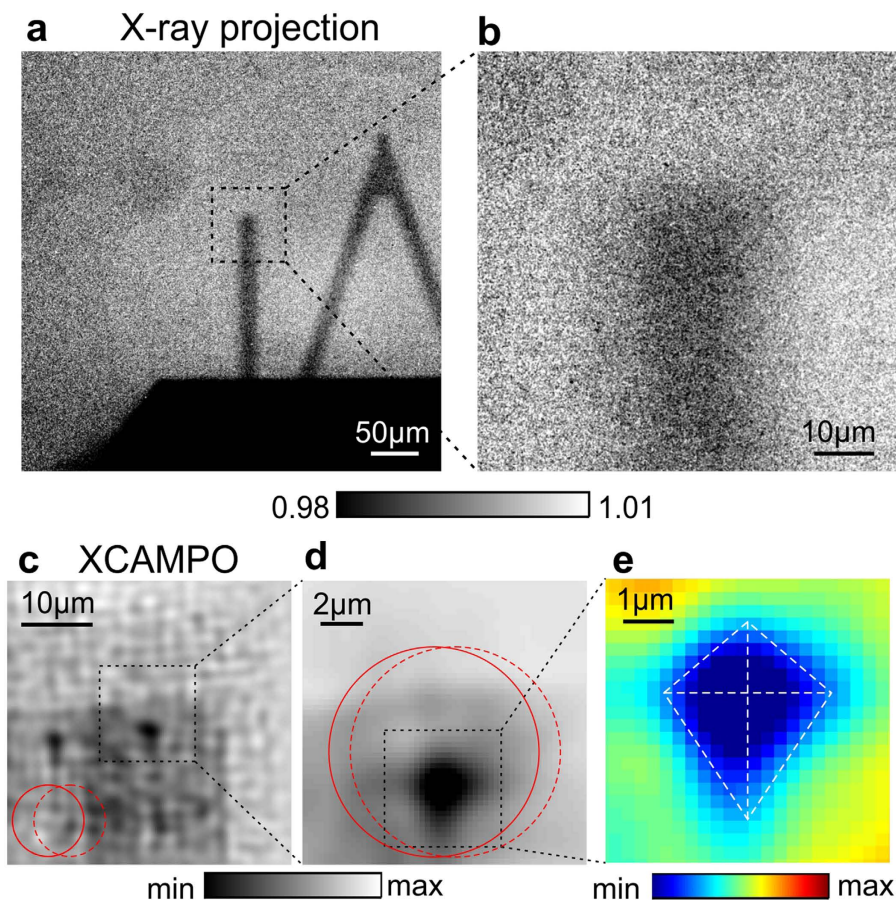 a X-ray projection b
50µm
10µm
0.98 1.01
c XCAMPO d e
10µm 2µm 1µm
min max min max